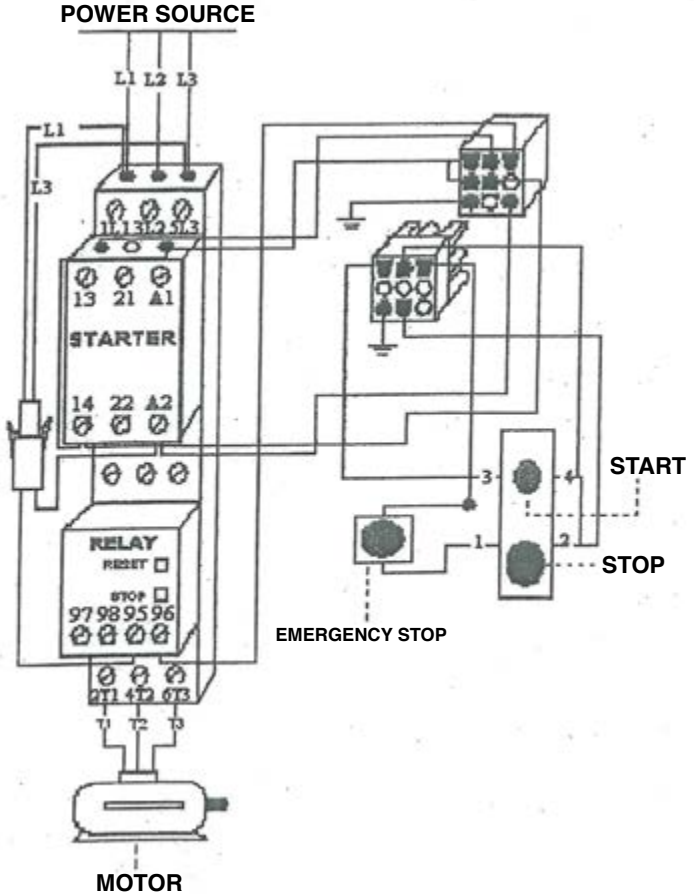 POWER SOURCE
L1 L2 L3
L1
L3
1L1 3L2 5L3
13 21 A1
STARTER
14 22 A2
3 4
START
1 2
STOP
RELAY
RESET
STOP
97 98 95 96
EMERGENCY STOP
2T1 4T2 6T3
T1 T2 T3
MOTOR